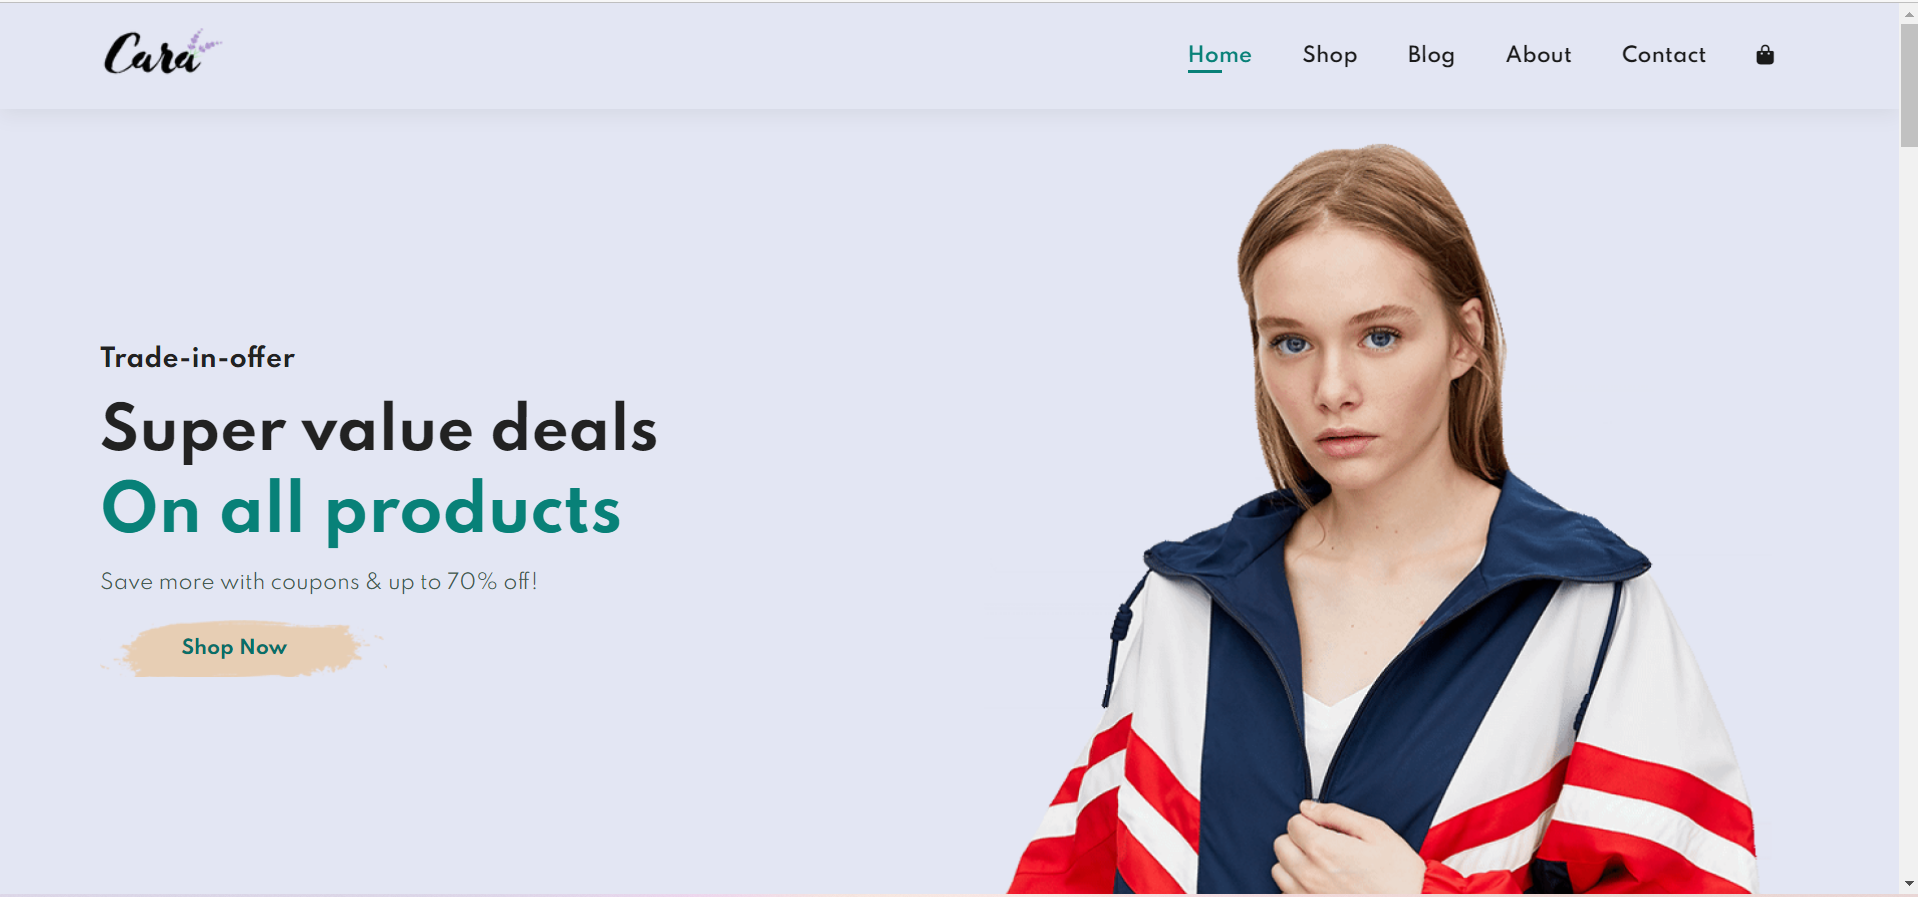 Cara
Home Shop Blog About Contact
Trade-in-offer
Super value deals
On all products
Save more with coupons & up to 70% off!
Shop Now